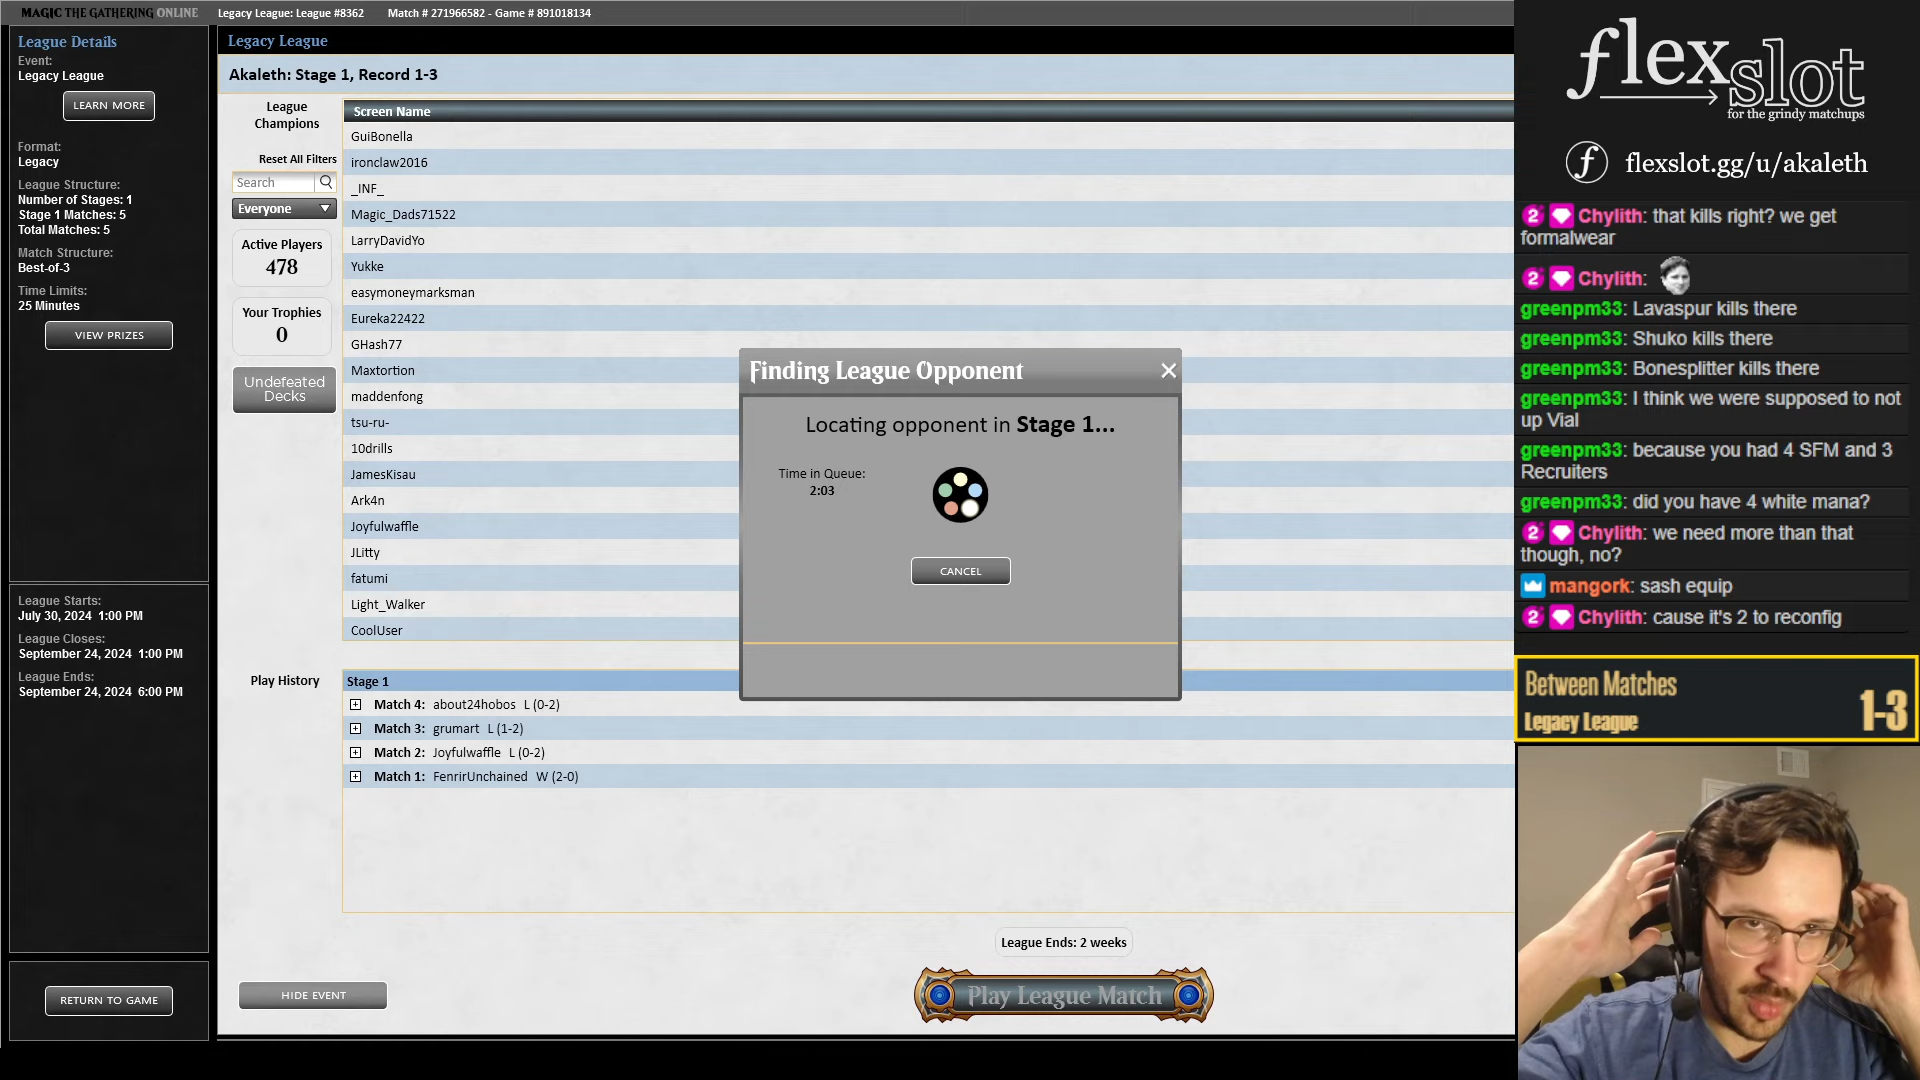 MAGIC THE GATHERING ONLINE
Legacy League: League #8362
Match # 271966582 - Game # 891018134
League Details
Event:
Legacy League
LEARN MORE
Format:
Legacy
League Structure:
Number of Stages: 1
Stage 1 Matches: 5
Total Matches: 5
Match Structure:
Best-of-3
Time Limits:
25 Minutes
VIEW PRIZES
League Starts:
July 30, 2024 1:00 PM
League Closes:
September 24, 2024 1:00 PM
League Ends:
September 24, 2024 6:00 PM
RETURN TO GAME
Legacy League
Akaleth: Stage 1, Record 1-3
League
Champions
Reset All Filters
Search
Everyone
Active Players
478
Your Trophies
0
Undefeated
Decks
Screen Name
GuiBonella
ironclaw2016
_INF_
Magic_Dads71522
LarryDavidYo
Yukke
easymoneymarksman
Eureka22422
GHash77
Maxtortion
maddenfong
tsu-ru-
10drills
JamesKisau
Ark4n
Joyfulwaffle
JLitty
fatumi
Light_Walker
CoolUser
Finding League Opponent
Locating opponent in Stage 1...
Time in Queue:
2:03
CANCEL
Play History
Stage 1
Match 4: about24hobos L (0-2)
Match 3: grumart L (1-2)
Match 2: Joyfulwaffle L (0-2)
Match 1: FenrirUnchained W (2-0)
League Ends: 2 weeks
HIDE EVENT
Play League Match
flex
slot
for the grindy matchups
f flexslot.gg/u/akaleth
2 Chylith: that kills right? we get
formalwear
2 Chylith:
greenpm33: Lavaspur kills there
greenpm33: Shuko kills there
greenpm33: Bonesplitter kills there
greenpm33: I think we were supposed to not
up Vial
greenpm33: because you had 4 SFM and 3
Recruiters
greenpm33: did you have 4 white mana?
2 Chylith: we need more than that
though, no?
mangork: sash equip
2 Chylith: cause it's 2 to reconfig
Between Matches
Legacy League
1-3